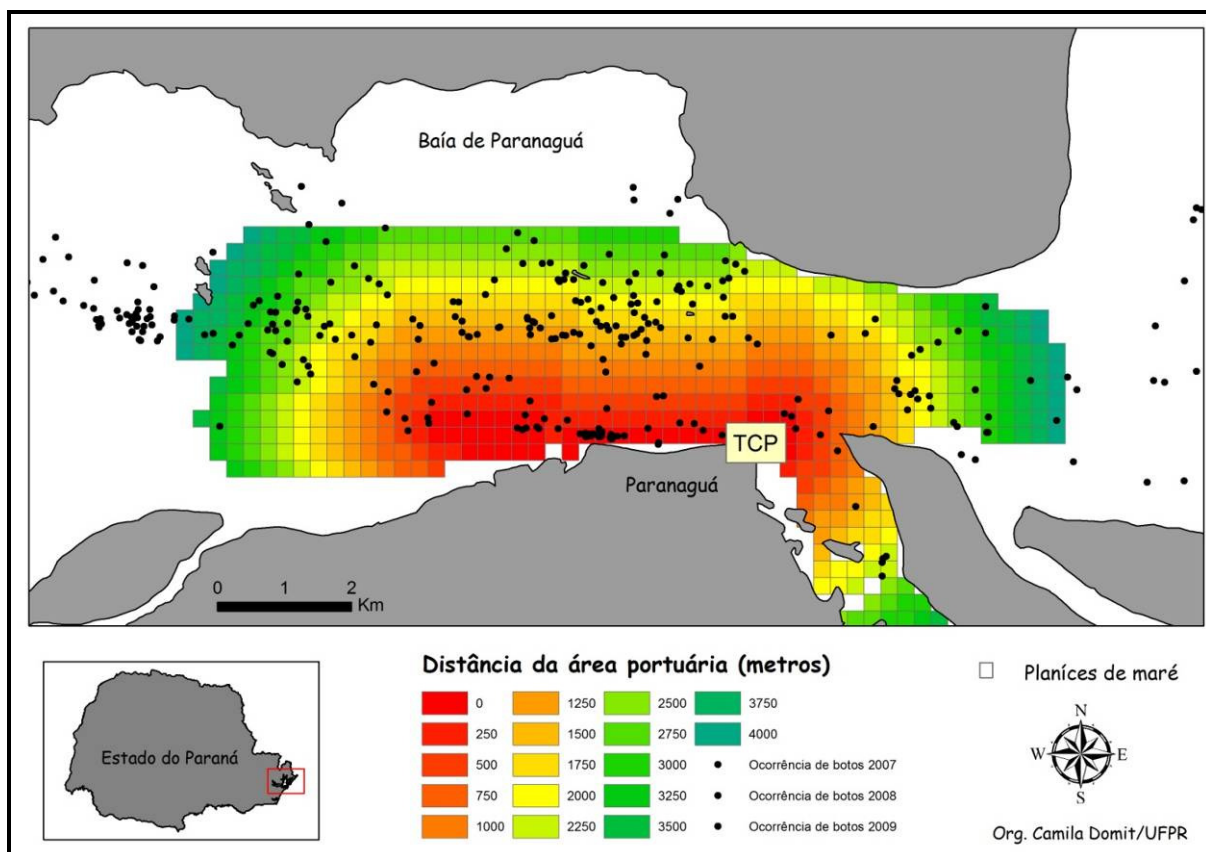 Baía de Paranaguá
TCP
Paranaguá
0 1 2
Km
Estado do Paraná
Distância da área portuária (metros)
0 1250 2500 3750
250 1500 2750 4000
500 1750 3000 Ocorrência de botos 2007
750 2000 3250 Ocorrência de botos 2008
1000 2250 3500 Ocorrência de botos 2009
Planíces de maré
N
W E
S
Org. Camila Domit/UFPR